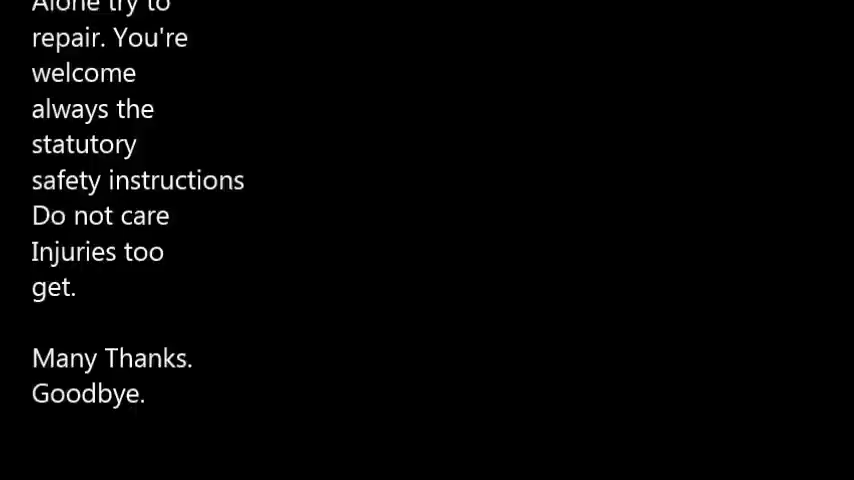 Alone try to
repair. You're
welcome
always the
statutory
safety instructions
Do not care
Injuries too
get.
Many Thanks.
Goodbye.